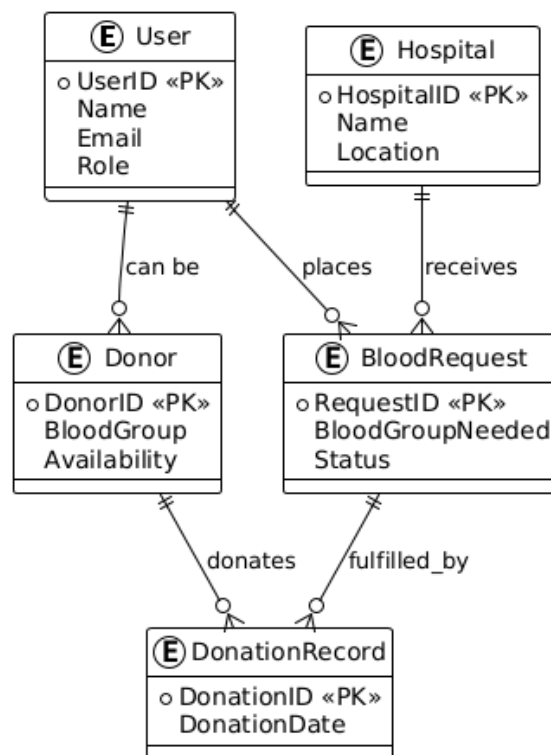 E User
UserID «PK»
Name
Email
Role
E Hospital
HospitalID «PK»
Name
Location
can be
places
receives
E Donor
DonorID «PK»
BloodGroup
Availability
E BloodRequest
RequestID «PK»
BloodGroupNeeded
Status
donates
fulfilled_by
E DonationRecord
DonationID «PK»
DonationDate